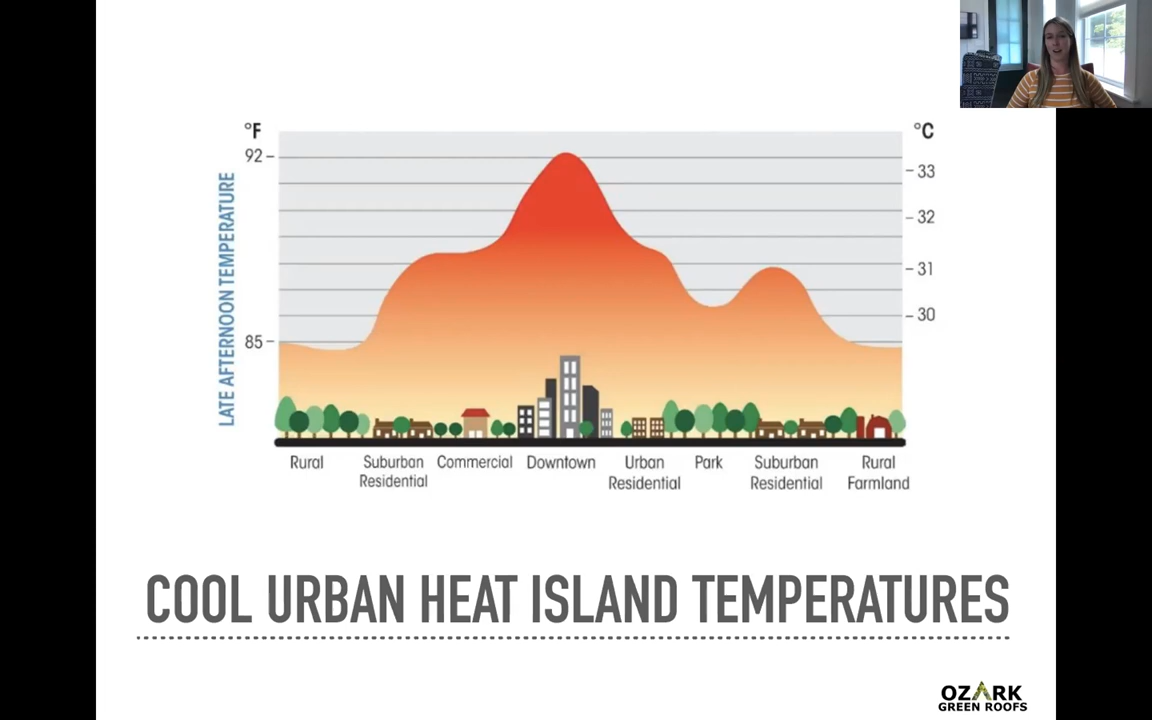 °F
°C
92
33
32
31
30
85
LATE AFTERNOON TEMPERATURE
Rural
Suburban
Residential
Commercial
Downtown
Urban
Residential
Park
Suburban
Residential
Rural
Farmland
COOL URBAN HEAT ISLAND TEMPERATURES
OZARK
GREEN ROOFS